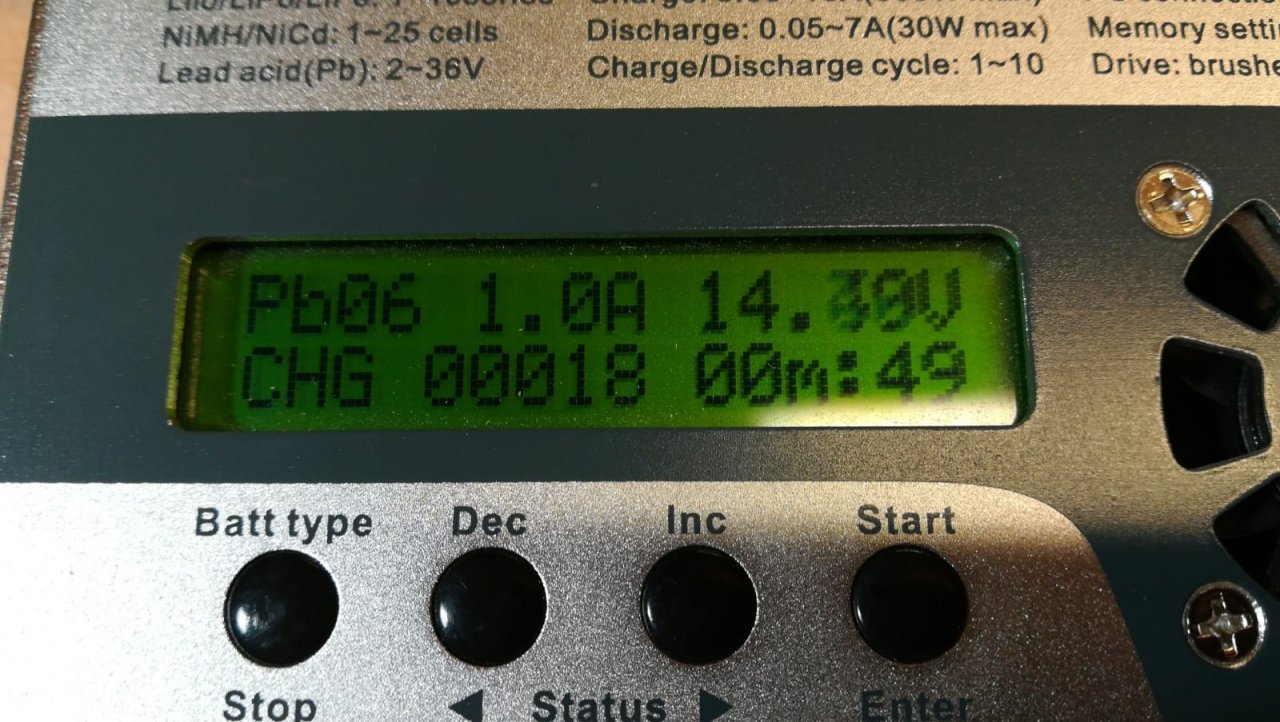 NiMH/NiCd: 1~25 cells
Lead acid(Pb): 2~36V
Discharge: 0.05~7A(30W max)
Charge/Discharge cycle: 1~10
Memory
Drive:
Pb06 1.0A
CHG 00018 00m:49
Batt type Dec Inc Start
Stop ◀ Status ▶ Enter